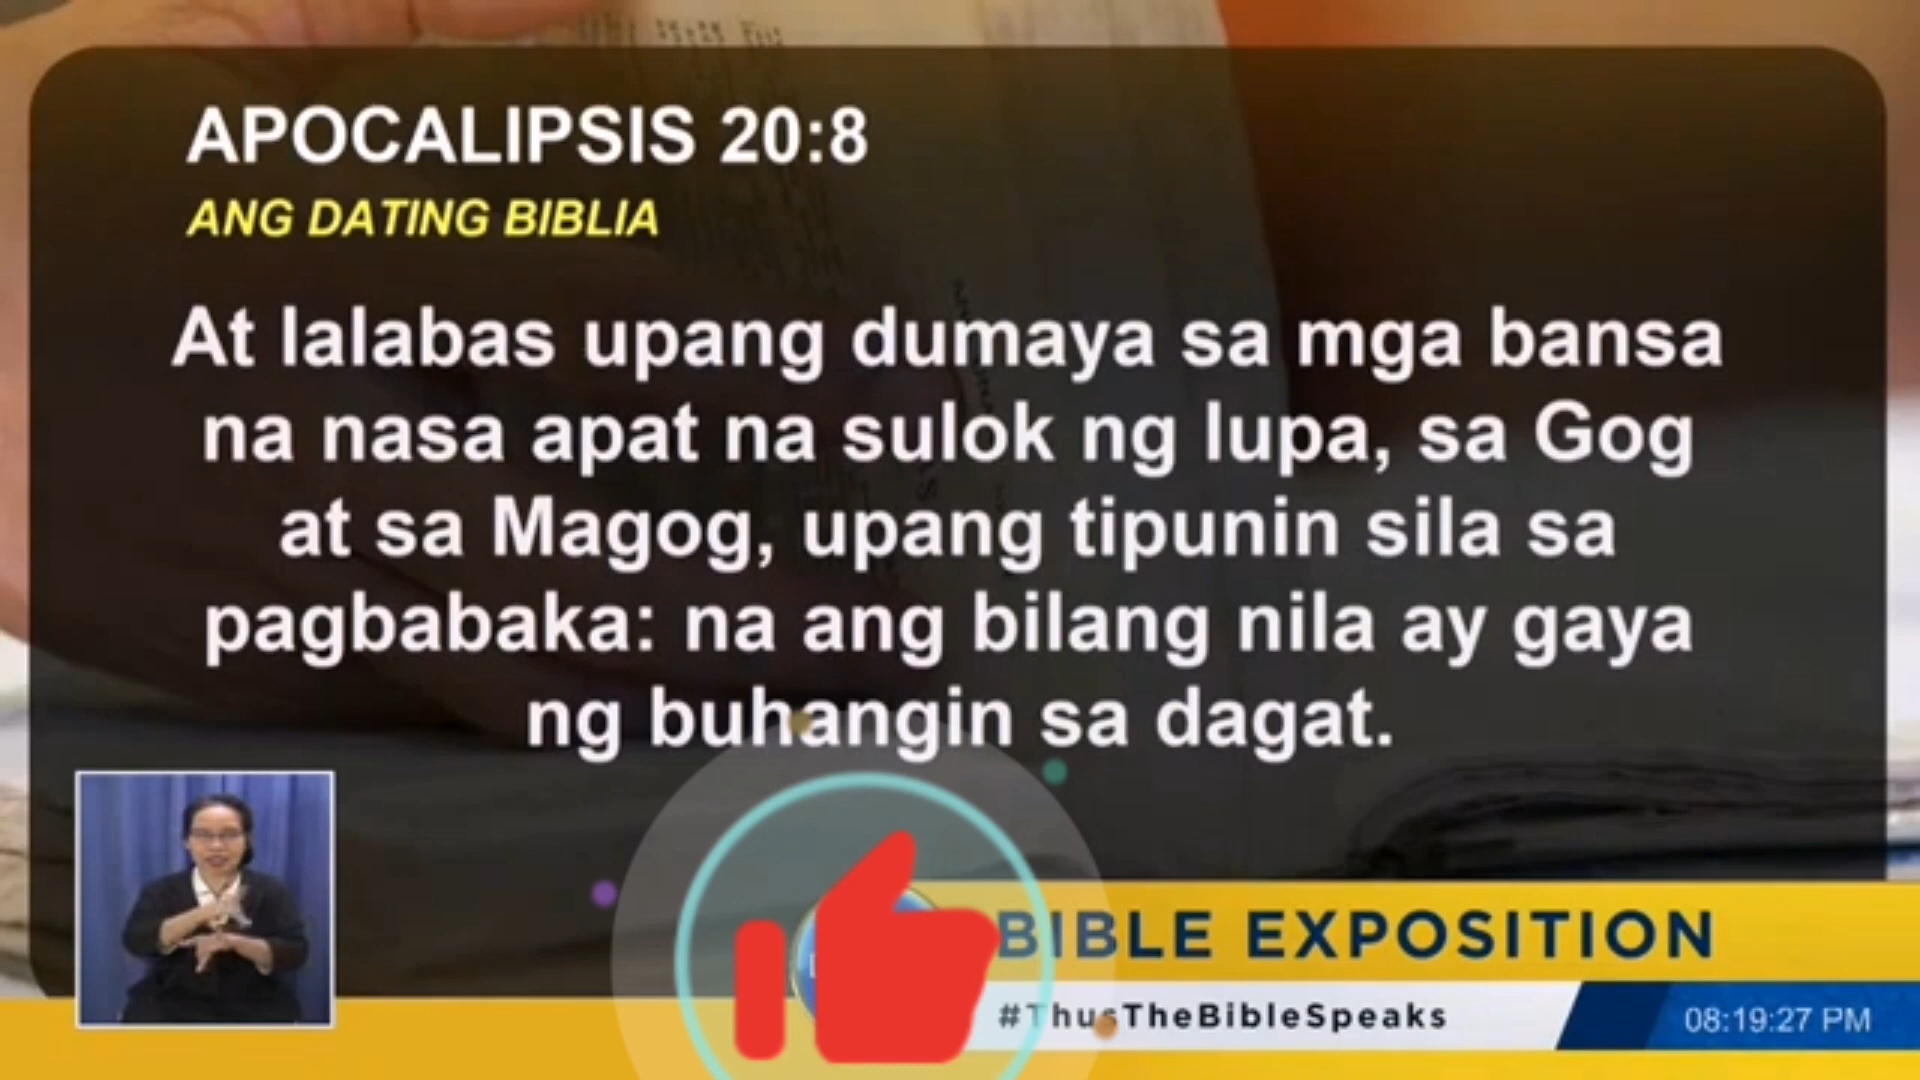 APOCALIPSIS 20:8
ANG DATING BIBLIA
At lalabas upang dumaya sa mga bansa
na nasa apat na sulok ng lupa, sa Gog
at sa Magog, upang tipunin sila sa
pagbabaka: na ang bilang nila ay gaya
ng buhangin sa dagat.
BIBLE EXPOSITION
#ThusTheBibleSpeaks
08:19:27 PM